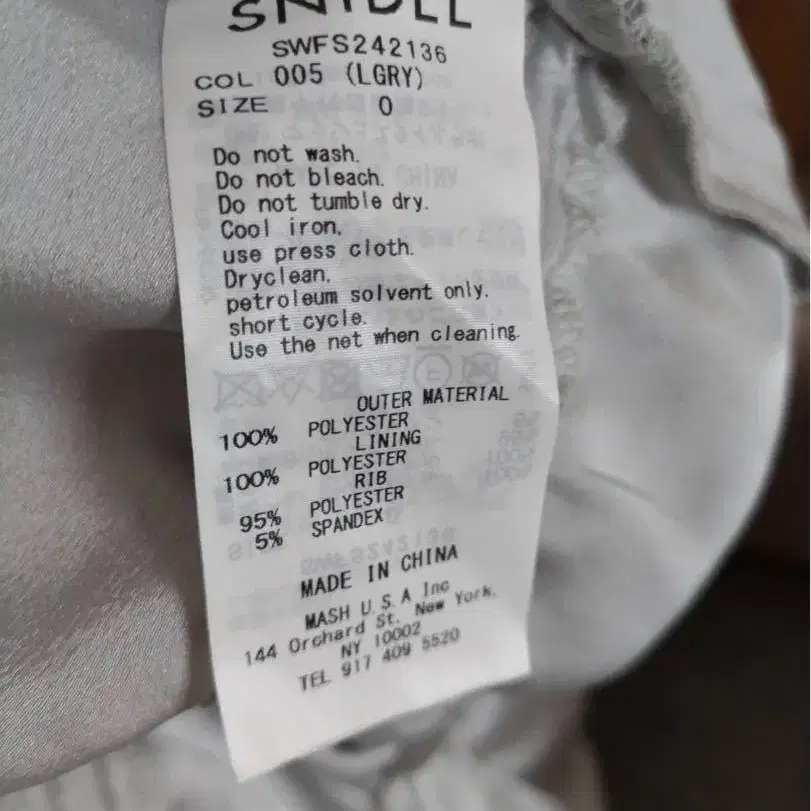 SNIDEL
SWFS242136
COL 005 (LGRY)
SIZE 0
Do not wash.
Do not bleach.
Do not tumble dry.
Cool iron,
use press cloth.
Dryclean,
petroleum solvent only.
short cycle.
Use the net when cleaning.
OUTER MATERIAL
100% POLYESTER
LINING
100% POLYESTER
RIB
95% POLYESTER
5% SPANDEX
MADE IN CHINA
MASH U.S.A Inc
144 Orchard St. New York.
NY 10002
TEL 917 409 5520